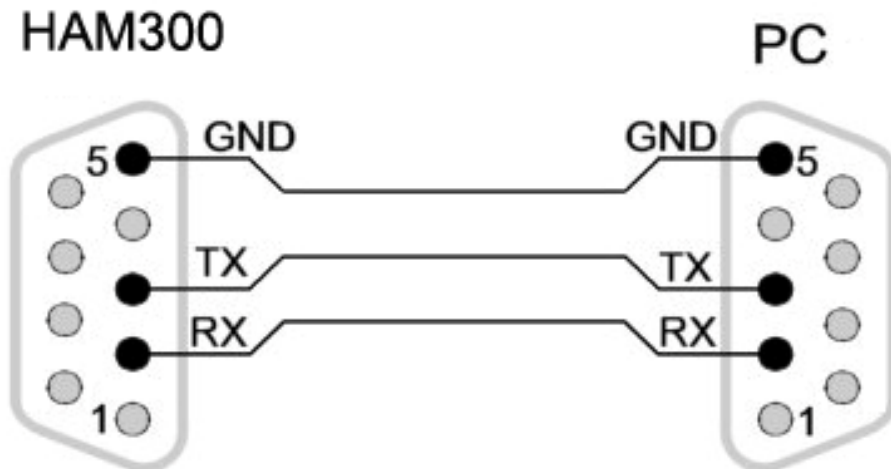 HAM300
PC
GND GND
5 5
TX TX
RX RX
1 1